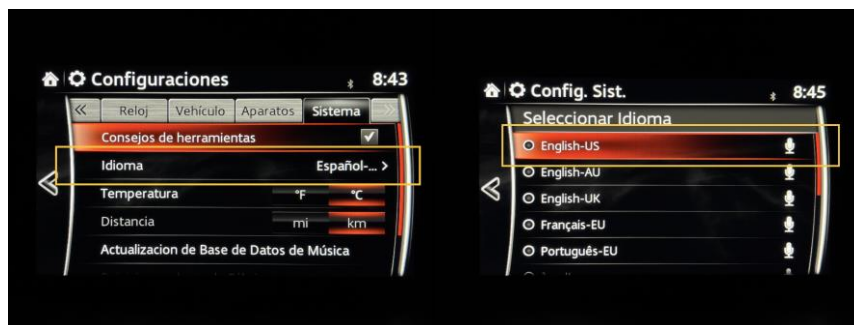 Configuraciones 8:43
Reloj Vehículo Aparatos Sistema
Consejos de herramientas
Idioma Español-... >
Temperatura °F °C
Distancia mi km
Actualizacion de Base de Datos de Música
Config. Sist. 8:45
Seleccionar Idioma
English-US
English-AU
English-UK
Français-EU
Português-EU